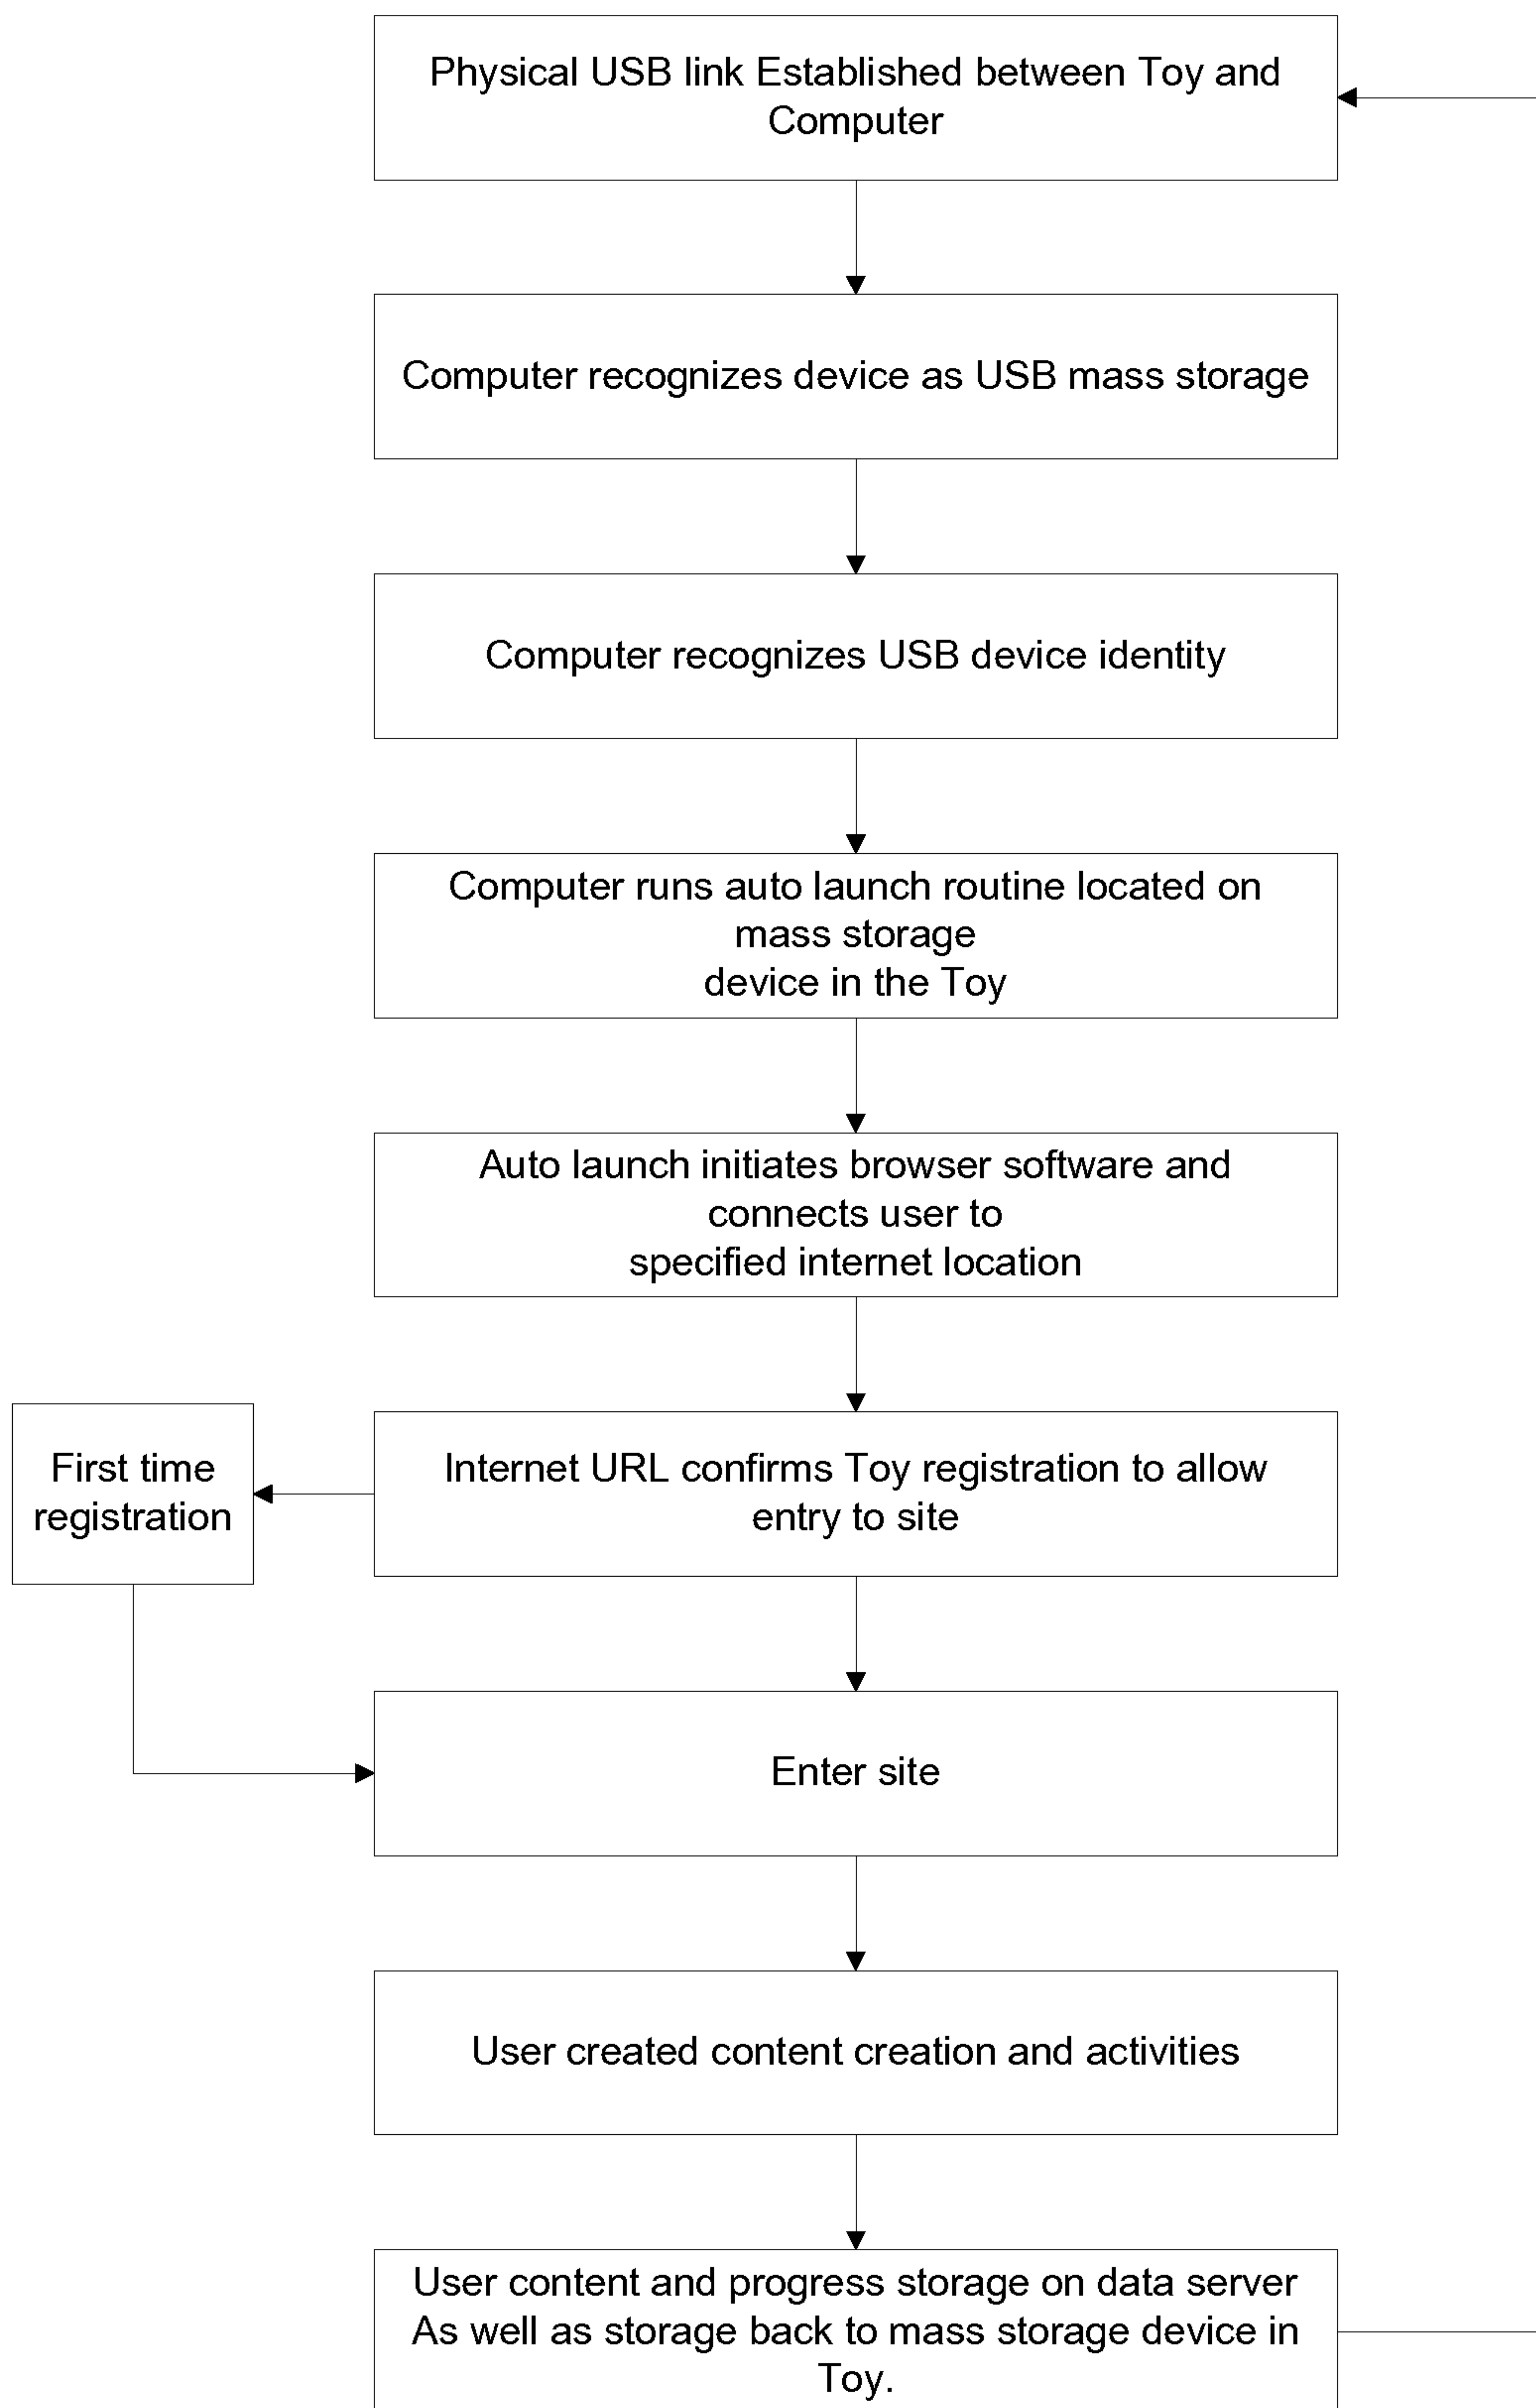 Physical USB link Established between Toy and
Computer
Computer recognizes device as USB mass storage
Computer recognizes USB device identity
Computer runs auto launch routine located on
mass storage
device in the Toy
Auto launch initiates browser software and
connects user to
specified internet location
First time
registration
Internet URL confirms Toy registration to allow
entry to site
Enter site
User created content creation and activities
User content and progress storage on data server
As well as storage back to mass storage device in
Toy.